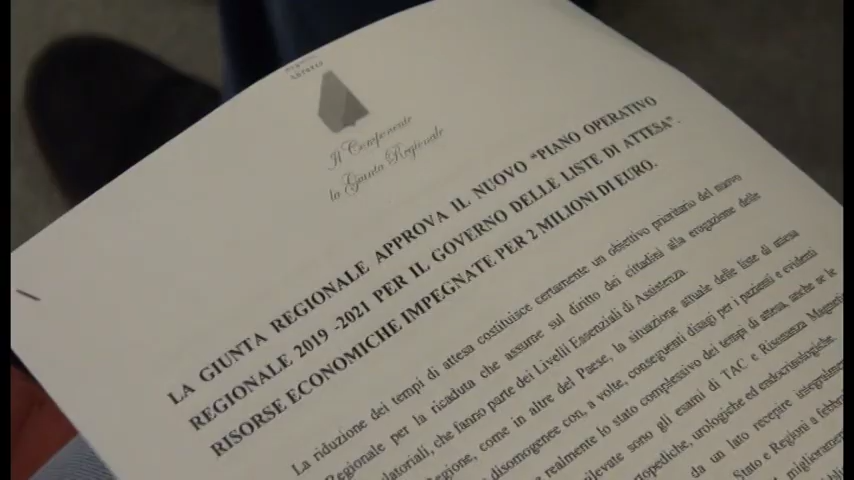 Il Componente
la Giunta Regionale
LA GIUNTA REGIONALE APPROVA IL NUOVO "PIANO OPERATIVO
REGIONALE 2019 -2021 PER IL GOVERNO DELLE LISTE DI ATTESA".
RISORSE ECONOMICHE IMPEGNATE PER 2 MILIONI DI EURO.
La riduzione dei tempi di attesa costituisce certamente un obiettivo prioritario del nuovo
Regionale per la ricaduta che assume sul diritto dei cittadini alla erogazione delle
latoriali, che fanno parte dei Livelli Essenziali di Assistenza.
egione, come in altre del Paese, la situazione attuale delle liste di attesa
disomogenee con, a volte, conseguenti disagi per i pazienti e evidenti
e realmente lo stato complessivo dei tempi di attesa, anche se le
rilevate sono gli esami di TAC e Risonanza Magnetic
ortopediche, urologiche ed endocrinologiche.
da un lato recepire integralmen
Stato e Regioni a febbra
miglioramen